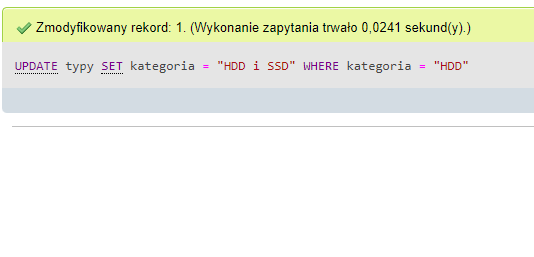 Zmodyfikowany rekord: 1. (Wykonanie zapytania trwało 0,0241 sekund(y).)
UPDATE typy SET kategoria = "HDD i SSD" WHERE kategoria = "HDD"